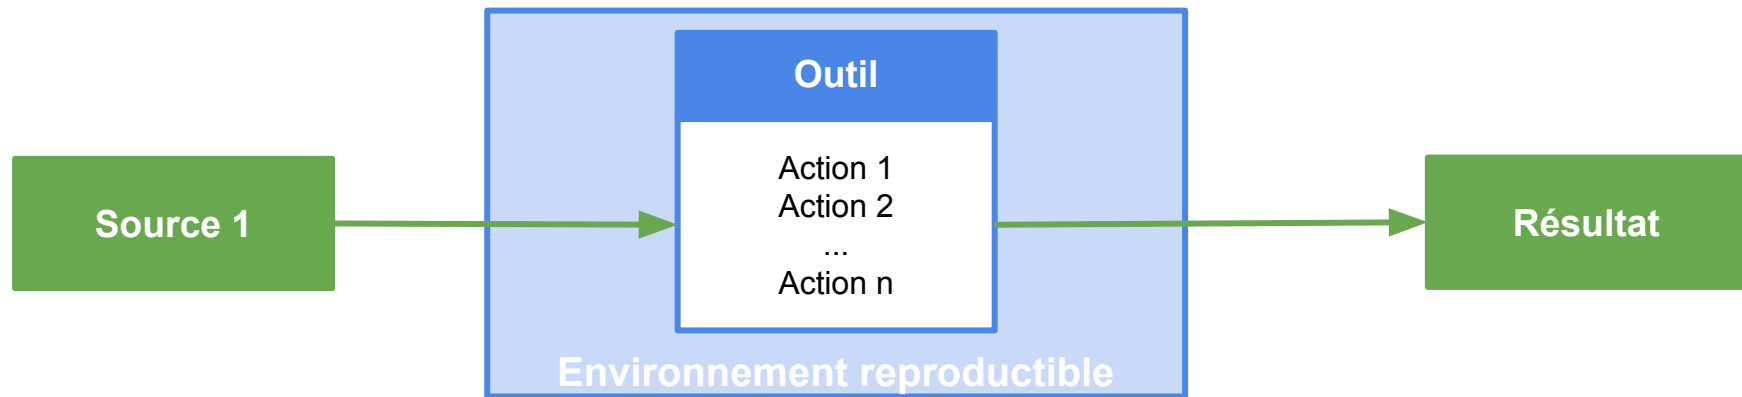 Outil
Action 1
Action 2
...
Action n
Source 1
Résultat
Environnement reproductible